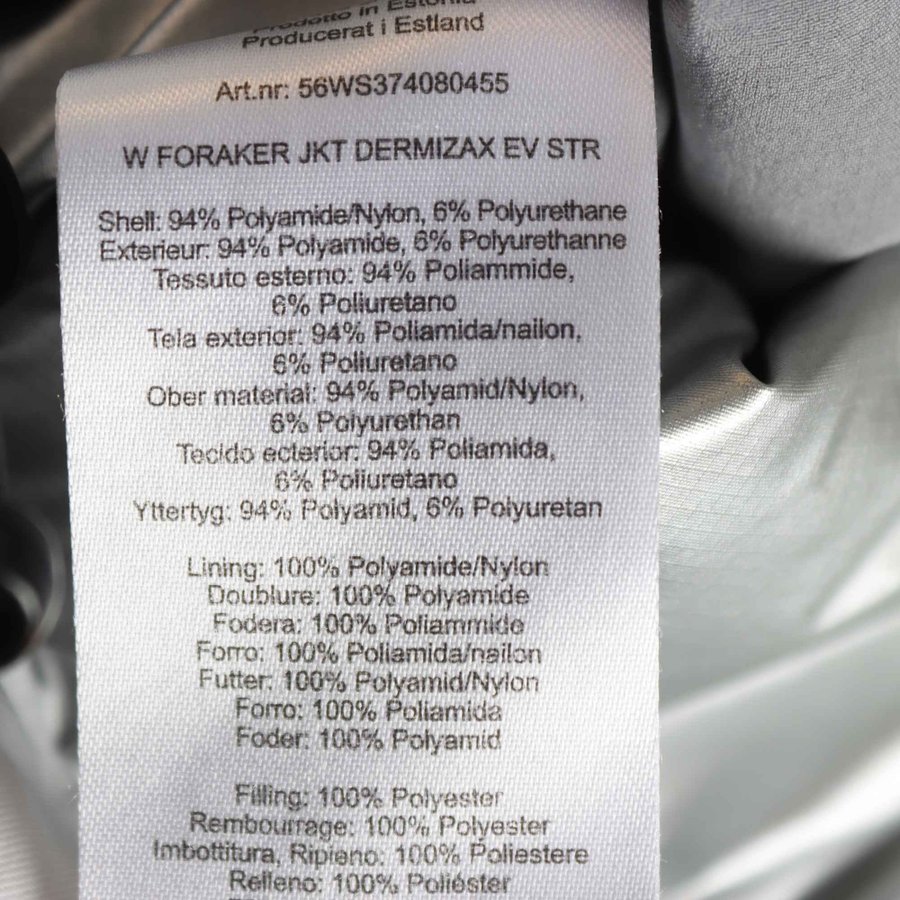 Prodotto in Estonia
Producerat i Estland
Art.nr: 56WS374080455
W FORAKER JKT DERMIZAX EV STR
Shell: 94% Polyamide/Nylon, 6% Polyurethane
Exterieur: 94% Polyamide, 6% Polyurethanne
Tessuto esterno: 94% Poliammide,
6% Poliuretano
Tela exterior: 94% Poliamida/nailon,
6% Poliuretano
Ober material: 94% Polyamid/Nylon,
6% Polyurethan
Tecido ecterior: 94% Poliamida,
6% Poliuretano
Yttertyg: 94% Polyamid, 6% Polyuretan
Lining: 100% Polyamide/Nylon
Doublure: 100% Polyamide
Fodera: 100% Poliammide
Forro: 100% Poliamida/nailon
Futter: 100% Polyamid/Nylon
Forro: 100% Poliamida
Foder: 100% Polyamid
Filling: 100% Polyester
Rembourrage: 100% Polyester
Imbottitura, Ripieno: 100% Poliestere
Relleno: 100% Poliéster